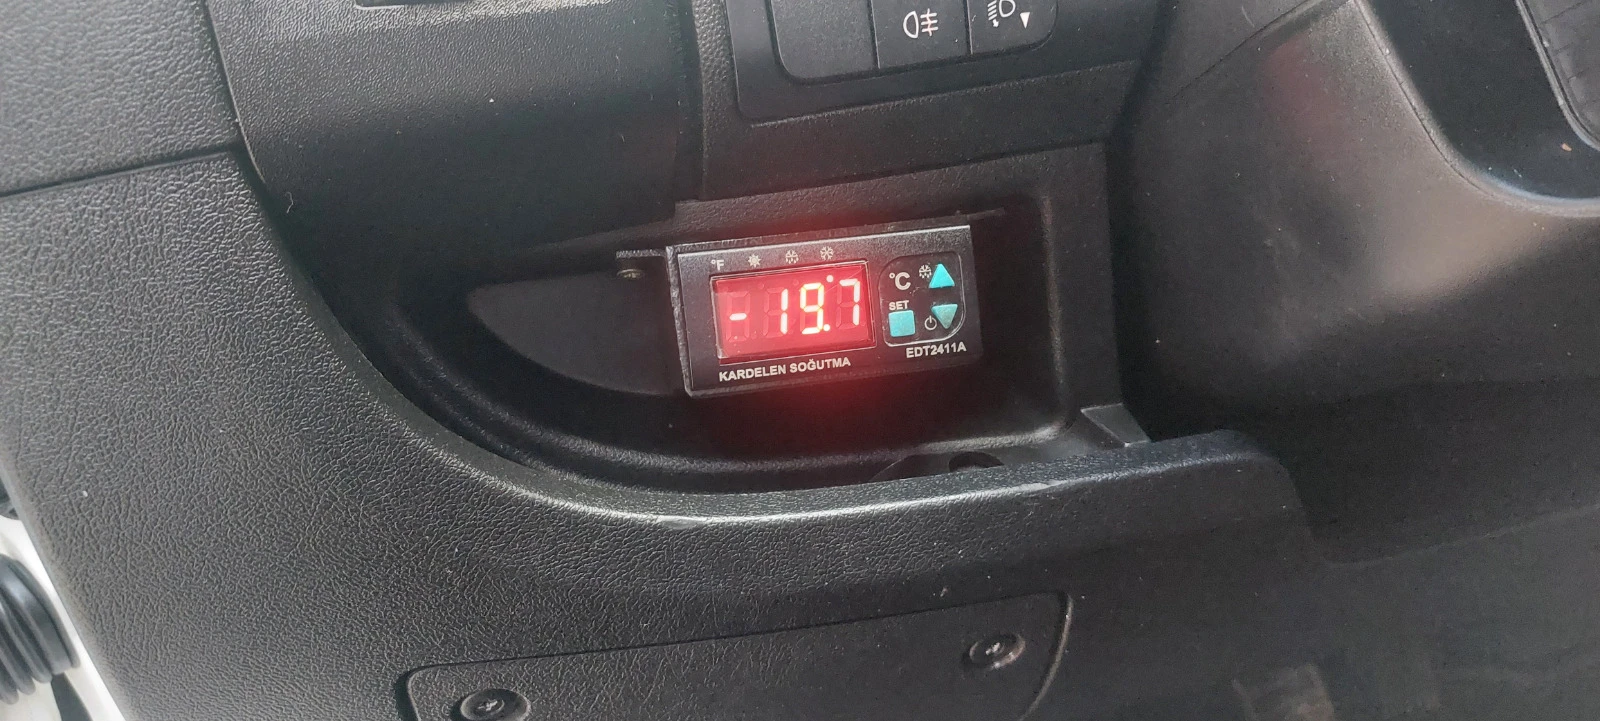 °F
-19.7
°C
SET
EDT2411A
KARDELEN SOĞUTMA